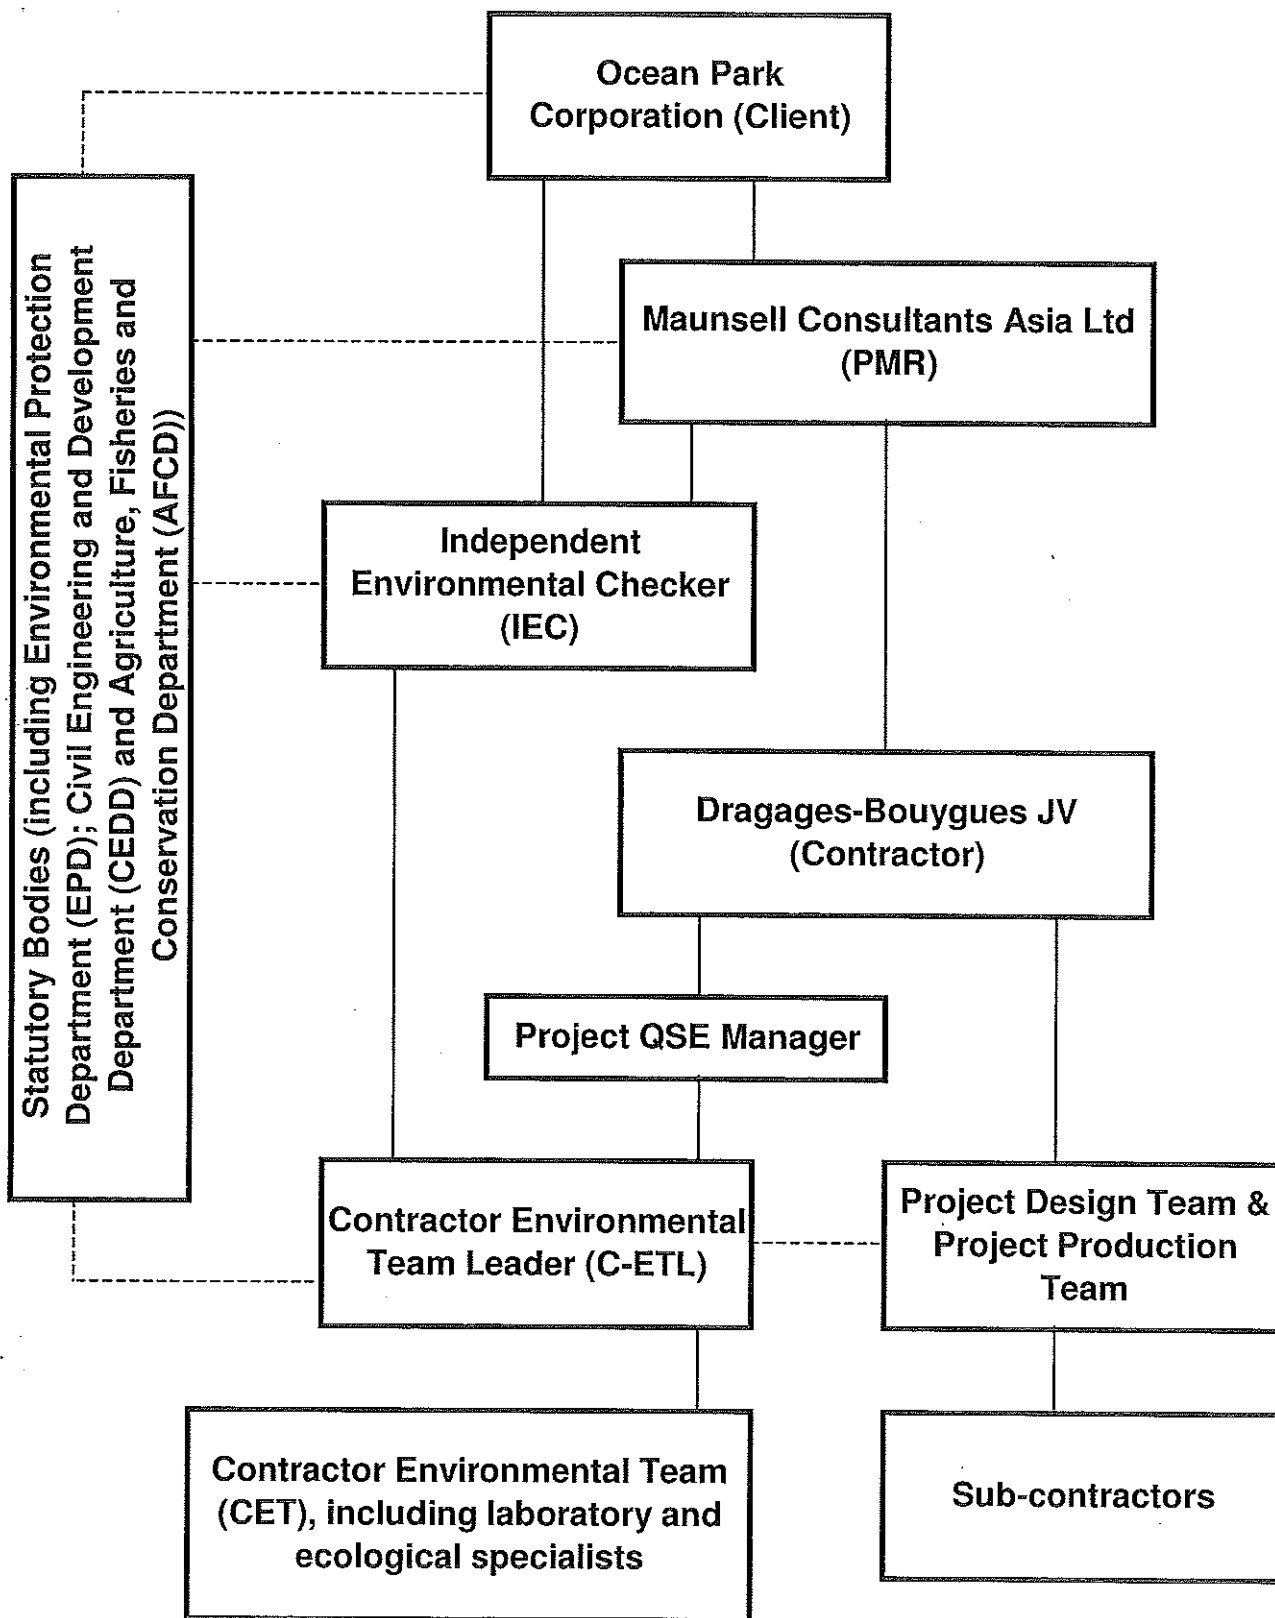 Ocean Park
Corporation (Client)
Statutory Bodies (including Environmental Protection
Department (EPD); Civil Engineering and Development
Department (CEDD) and Agriculture, Fisheries and
Conservation Department (AFCD))
Maunsell Consultants Asia Ltd
(PMR)
Independent
Environmental Checker
(IEC)
Dragages-Bouygues JV
(Contractor)
Project QSE Manager
Contractor Environmental
Team Leader (C-ETL)
Project Design Team &
Project Production
Team
Contractor Environmental Team
(CET), including laboratory and
ecological specialists
Sub-contractors